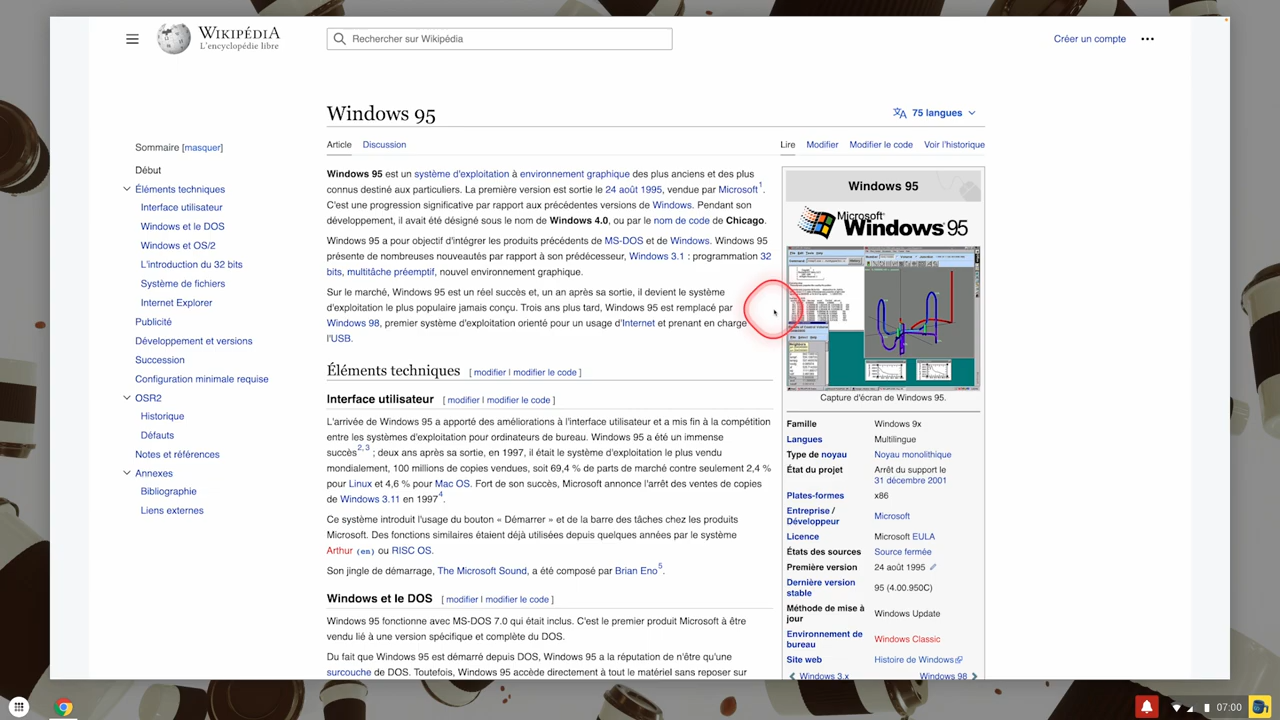 WIKIPÉDIA
L'encyclopédie libre
Rechercher sur Wikipédia
Créer un compte
Windows 95
75 langues
Sommaire [masquer]
Début
Éléments techniques
Interface utilisateur
Windows et le DOS
Windows et OS/2
L'introduction du 32 bits
Système de fichiers
Internet Explorer
Publicité
Développement et versions
Succession
Configuration minimale requise
OSR2
Historique
Défauts
Notes et références
Annexes
Bibliographie
Liens externes
Article Discussion
Lire Modifier Modifier le code Voir l'historique
Windows 95 est un système d'exploitation à environnement graphique des plus anciens et des plus
connus destiné aux particuliers. La première version est sortie le 24 août 1995, vendue par Microsoft1.
C'est une progression significative par rapport aux précédentes versions de Windows. Pendant son
développement, il avait été désigné sous le nom de Windows 4.0, ou par le nom de code de Chicago.
Windows 95 a pour objectif d'intégrer les produits précédents de MS-DOS et de Windows. Windows 95
présente de nombreuses nouveautés par rapport à son prédécesseur, Windows 3.1 : programmation 32
bits, multitâche préemptif, nouvel environnement graphique.
Sur le marché, Windows 95 est un réel succès et, un an après sa sortie, il devient le système
d'exploitation le plus populaire jamais conçu. Trois ans plus tard, Windows 95 est remplacé par
Windows 98, premier système d'exploitation orienté pour un usage d'Internet et prenant en charge
l'USB.
Éléments techniques [ modifier | modifier le code ]
Interface utilisateur [ modifier | modifier le code ]
L'arrivée de Windows 95 a apporté des améliorations à l'interface utilisateur et a mis fin à la compétition
entre les systèmes d'exploitation pour ordinateurs de bureau. Windows 95 a été un immense
succès2, 3 ; deux ans après sa sortie, en 1997, il était le système d'exploitation le plus vendu
mondialement, 100 millions de copies vendues, soit 69,4 % de parts de marché contre seulement 2,4 %
pour Linux et 4,6 % pour Mac OS. Fort de son succès, Microsoft annonce l'arrêt des ventes de copies
de Windows 3.11 en 19974.
Ce système introduit l'usage du bouton « Démarrer » et de la barre des tâches chez les produits
Microsoft. Des fonctions similaires étaient déjà utilisées depuis quelques années par le système
Arthur (en) ou RISC OS.
Son jingle de démarrage, The Microsoft Sound, a été composé par Brian Eno5.
Windows et le DOS [ modifier | modifier le code ]
Windows 95 fonctionne avec MS-DOS 7.0 qui était inclus. C'est le premier produit Microsoft à être
vendu lié à une version spécifique et complète du DOS.
Du fait que Windows 95 est démarré depuis DOS, Windows 95 a la réputation de n'être qu'une
surcouche de DOS. Toutefois, Windows 95 accède directement à tout le matériel sans reposer sur
Windows 95
Microsoft
Windows 95
Capture d'écran de Windows 95.
Famille Windows 9x
Langues Multilingue
Type de noyau Noyau monolithique
État du projet Arrêt du support le
31 décembre 2001
Plates-formes x86
Entreprise /
Développeur Microsoft
Licence Microsoft EULA
États des sources Source fermée
Première version 24 août 1995
Dernière version
stable 95 (4.00.950C)
Méthode de mise à
jour Windows Update
Environnement de
bureau Windows Classic
Site web Histoire de Windows
Windows 3.x Windows 98
07:00